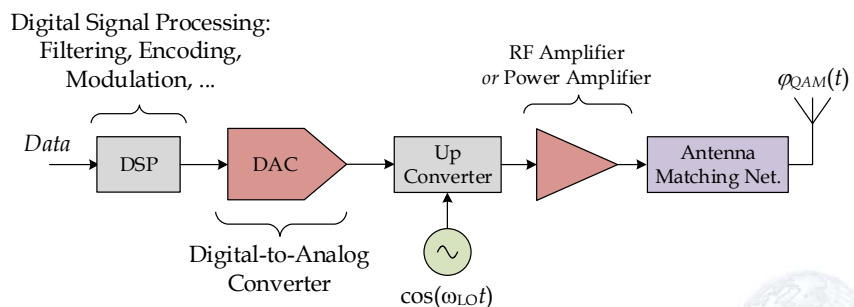 Digital Signal Processing:
Filtering, Encoding,
Modulation, ...
RF Amplifier
or Power Amplifier
φQAM(t)
Data
DSP
DAC
Up
Converter
Antenna
Matching Net.
Digital-to-Analog
Converter
cos(ωLOt)